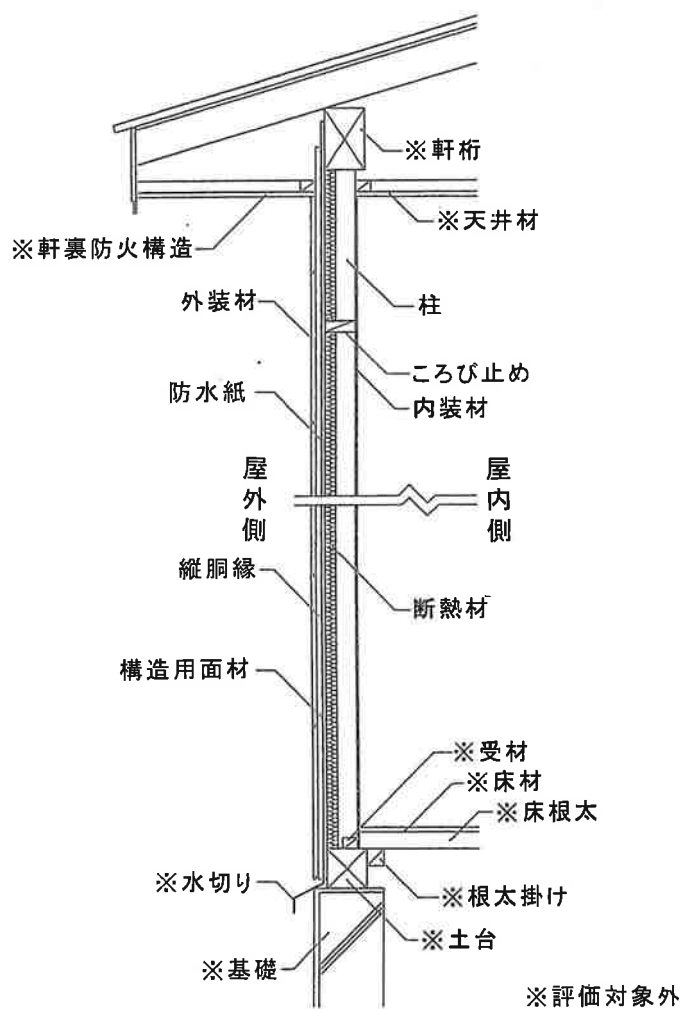 ※軒桁
※天井材
※軒裏防火構造
外装材
柱
ころび止め
内装材
防水紙
屋外側
屋内側
縦胴縁
断熱材
構造用面材
※受材
※床材
※床根太
※水切り
※根太掛け
※土台
※基礎
※評価対象外